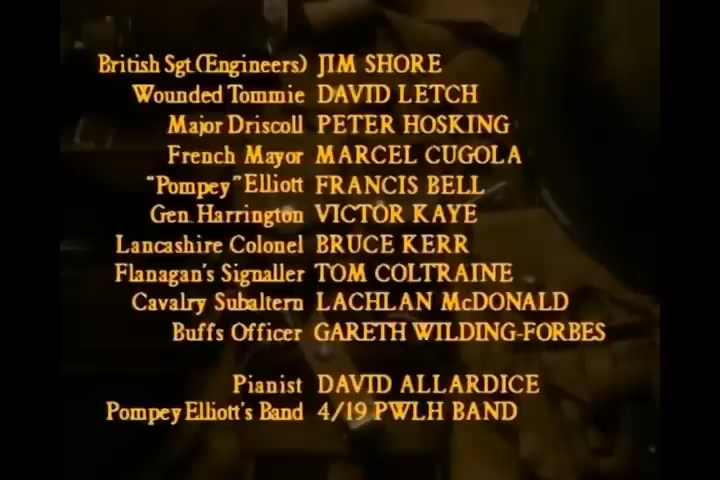 British Sgt. (Engineers) JIM SHORE
Wounded Tommie DAVID LETCH
Major Driscoll PETER HOSKING
French Mayor MARCEL CUGOLA
"Pompey" Elliott FRANCIS BELL
Gen. Harrington VICTOR KAYE
Lancashire Colonel BRUCE KERR
Flanagan's Signaller TOM COLTRAINE
Cavalry Subaltern LACHLAN McDONALD
Buffs Officer GARETH WILDING-FORBES
Pianist DAVID ALLARDICE
Pompey Elliott's Band 4/19 PWLH BAND